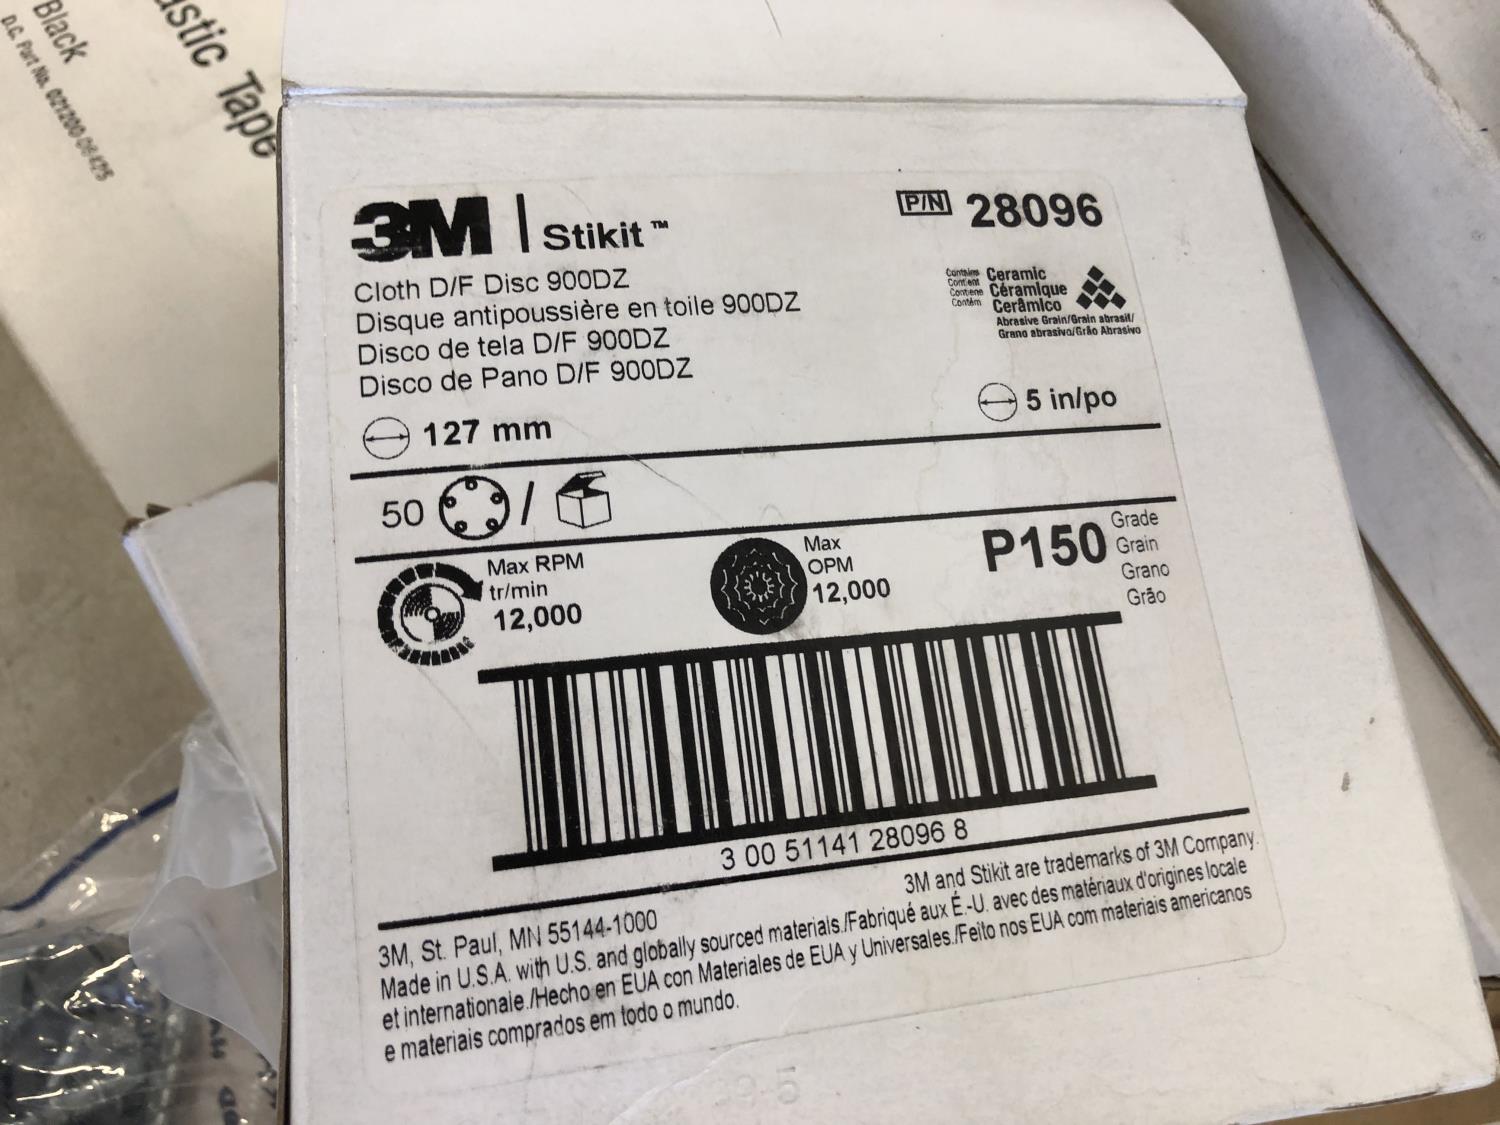 Black
D.C. Part No. 021200 06425
astic Tape
3M | Stikit™
P/N 28096
Cloth D/F Disc 900DZ
Disque antipoussière en toile 900DZ
Disco de tela D/F 900DZ
Disco de Pano D/F 900DZ
Contains Ceramic
Contient Céramique
Contiene Cerâmico
Contém
Abrasive Grain/Grain abrasif/
Grano abrasivo/Grão Abrasivo
127 mm
5 in/po
50 /
Max RPM
tr/min
12,000
Max
OPM
12,000
P150
Grade
Grain
Grano
Grão
3 00 51141 28096 8
3M and Stikit are trademarks of 3M Company.
3M, St. Paul, MN 55144-1000
Made in U.S.A. with U.S. and globally sourced materials./Fabriqué aux É.-U. avec des matériaux d'origines locale
et internationale./Hecho en EUA con Materiales de EUA y Universales./Feito nos EUA com materiais americanos
e materiais comprados em todo o mundo.